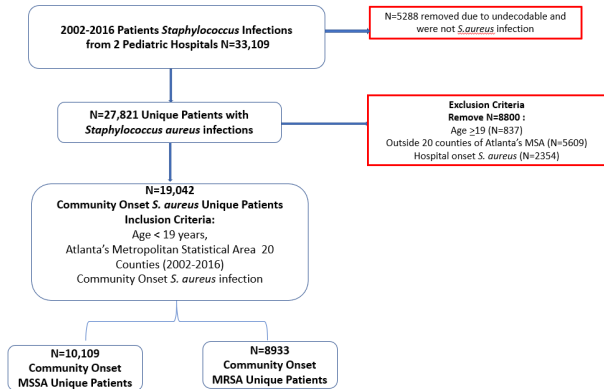 2002-2016 Patients Staphylococcus Infections
from 2 Pediatric Hospitals N=33,109
N=5288 removed due to undecodable and
were not S.aureus infection
N=27,821 Unique Patients with
Staphylococcus aureus infections
Exclusion Criteria
Remove N=8800 :
Age ≥19 (N=837)
Outside 20 counties of Atlanta's MSA (N=5609)
Hospital onset S. aureus (N=2354)
N=19,042
Community Onset S. aureus Unique Patients
Inclusion Criteria:
Age < 19 years,
Atlanta's Metropolitan Statistical Area 20
Counties (2002-2016)
Community Onset S. aureus infection
N=10,109
Community Onset
MSSA Unique Patients
N=8933
Community Onset
MRSA Unique Patients